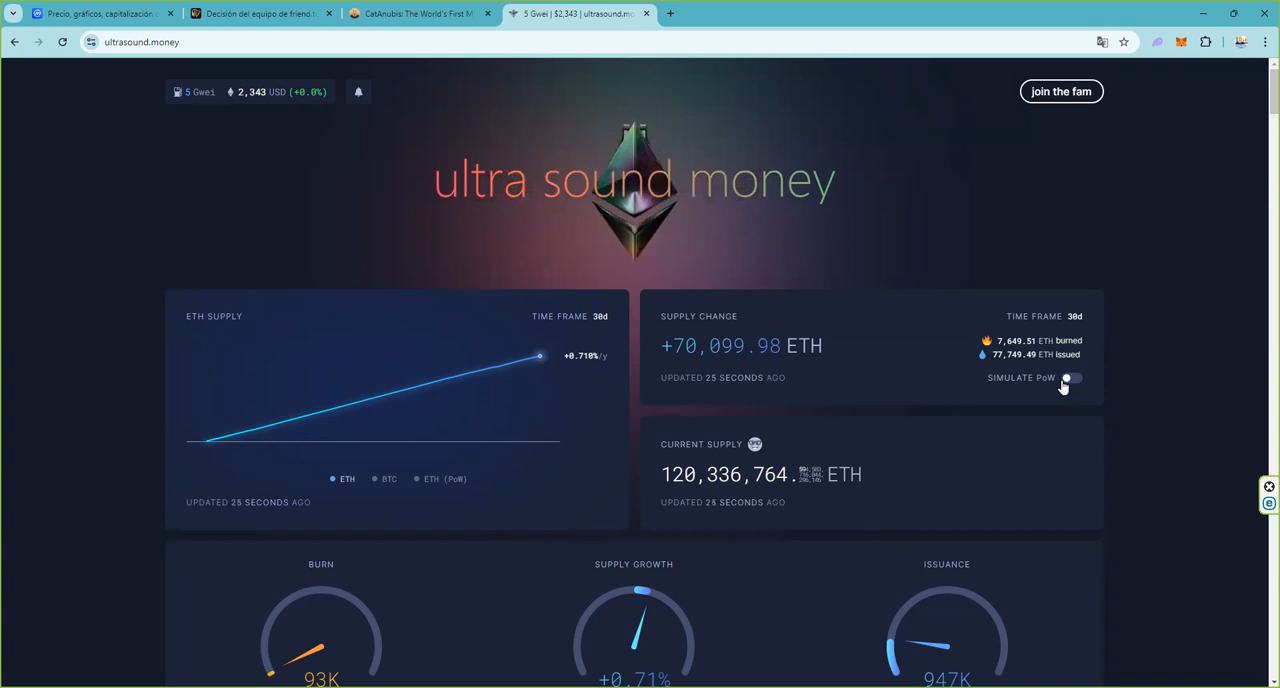 Precio, gráficos, capitalización
Decisión del equipo de friend.t
CatAnubis: The World's First M
5 Gwei | $2,343 | ultrasound.mo
ultrasound.money
5 Gwei 2,343 USD (+0.0%)
join the fam
ultra sound money
ETH SUPPLY
TIME FRAME 30d
+0.710%/y
ETH BTC ETH (PoW)
UPDATED 25 SECONDS AGO
SUPPLY CHANGE
TIME FRAME 30d
+70,099.98 ETH
7,649.51 ETH burned
77,749.49 ETH issued
UPDATED 25 SECONDS AGO
SIMULATE PoW
CURRENT SUPPLY
120,336,764. ETH
UPDATED 25 SECONDS AGO
BURN
SUPPLY GROWTH
ISSUANCE
93K
+0.71%
947K